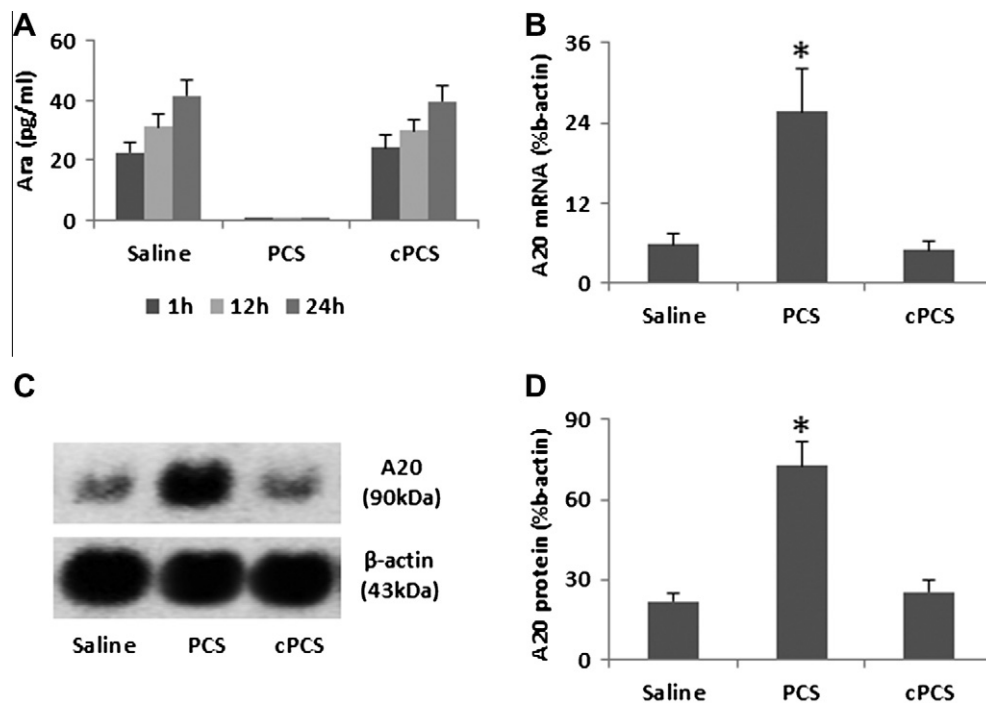 A
Ara (pg/ml)
60
40
20
0
Saline PCS cPCS
1h 12h 24h
B
A20 mRNA (%b-actin)
36
24
12
0
*
Saline PCS cPCS
C
A20
(90kDa)
β-actin
(43kDa)
Saline PCS cPCS
D
A20 protein (%b-actin)
90
60
30
0
*
Saline PCS cPCS